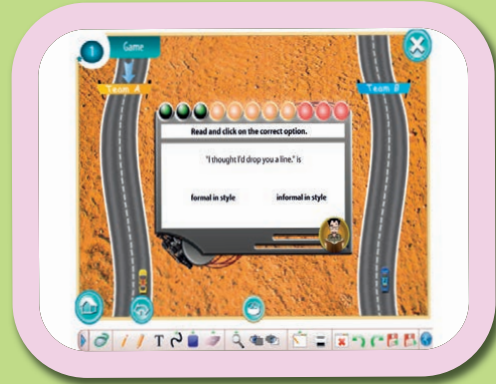 1
Game
Team A
Team B
Read and click on the correct option.
"I thought I'd drop you a line." is
formal in style
informal in style
T